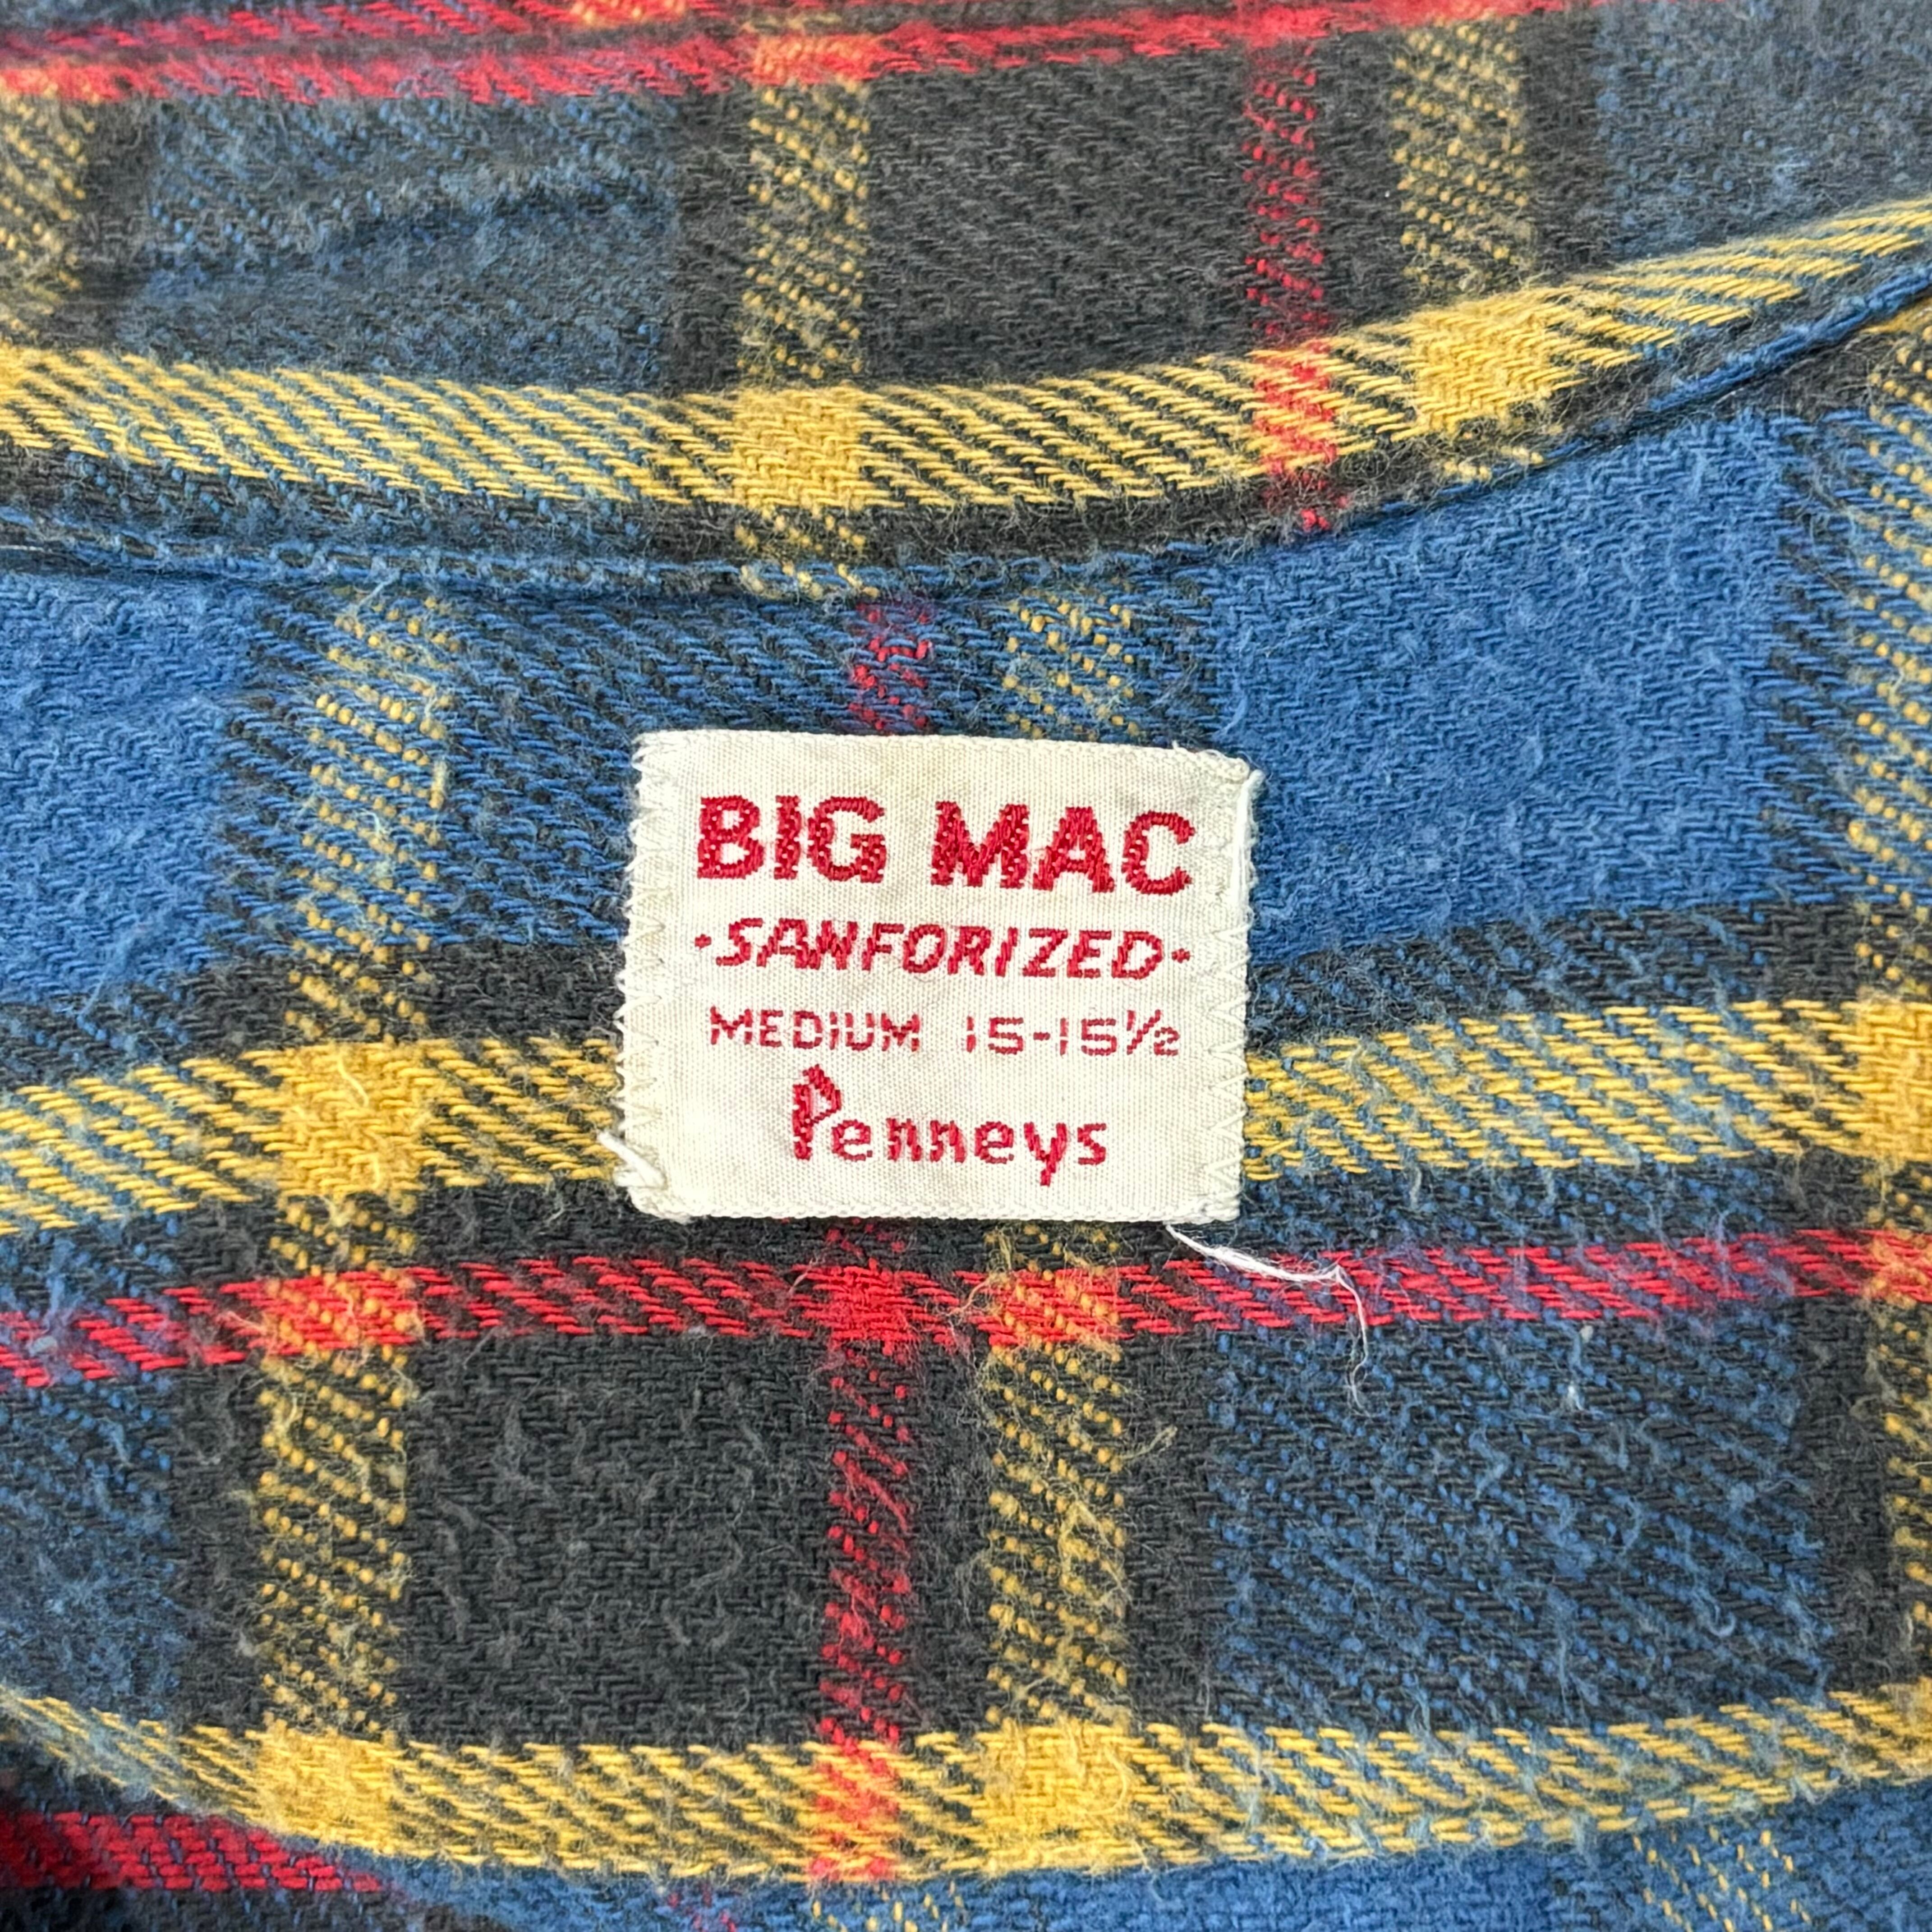 BIG MAC
·SANFORIZED·
MEDIUM 15-15½
Penneys